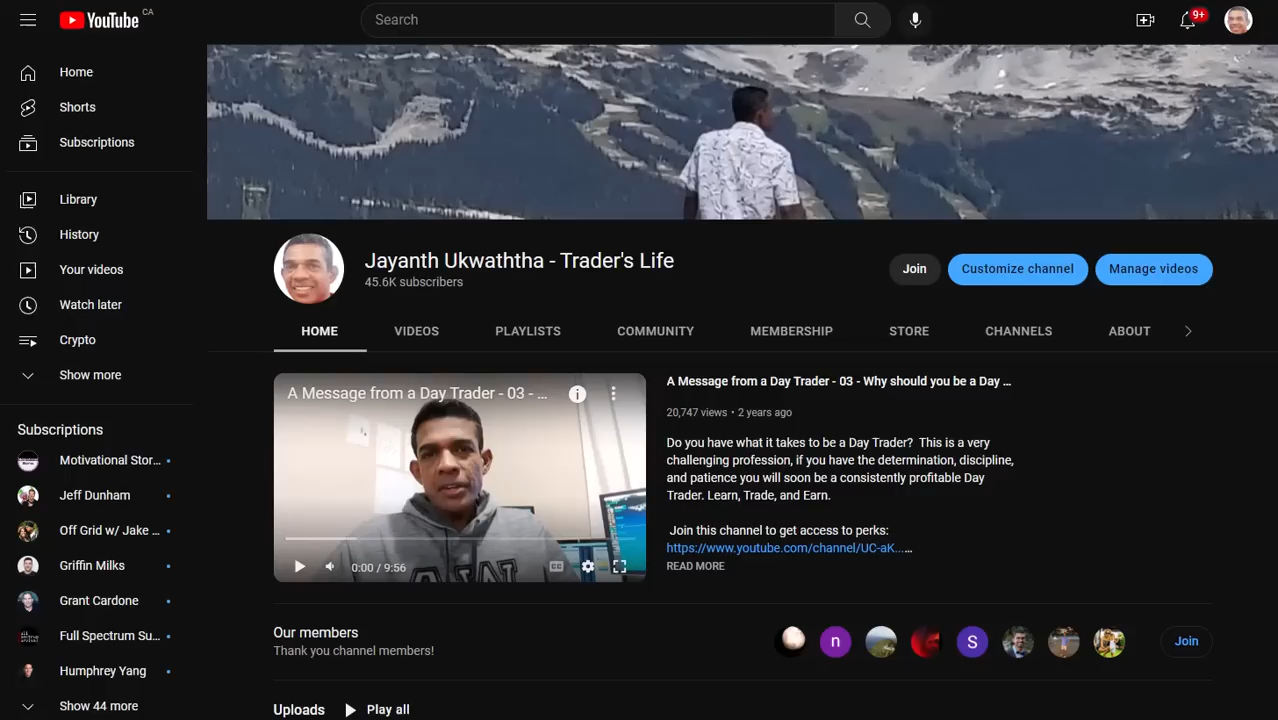 YouTube CA
Search
9+
Home
Shorts
Subscriptions
Library
History
Your videos
Watch later
Crypto
Show more
Subscriptions
Motivational Stor...
Jeff Dunham
Off Grid w/ Jake ...
Griffin Milks
Grant Cardone
Full Spectrum Su...
Humphrey Yang
Show 44 more
Jayanth Ukwaththa - Trader's Life
45.6K subscribers
Join
Customize channel
Manage videos
HOME VIDEOS PLAYLISTS COMMUNITY MEMBERSHIP STORE CHANNELS ABOUT
A Message from a Day Trader - 03 - ...
0:00 / 9:56
CC
A Message from a Day Trader - 03 - Why should you be a Day ...
20,747 views • 2 years ago
Do you have what it takes to be a Day Trader?  This is a very
challenging profession, if you have the determination, discipline,
and patience you will soon be a consistently profitable Day
Trader. Learn, Trade, and Earn.
Join this channel to get access to perks:
https://www.youtube.com/channel/UC-aK...…
READ MORE
Our members
Thank you channel members!
n
S
Join
Uploads
Play all